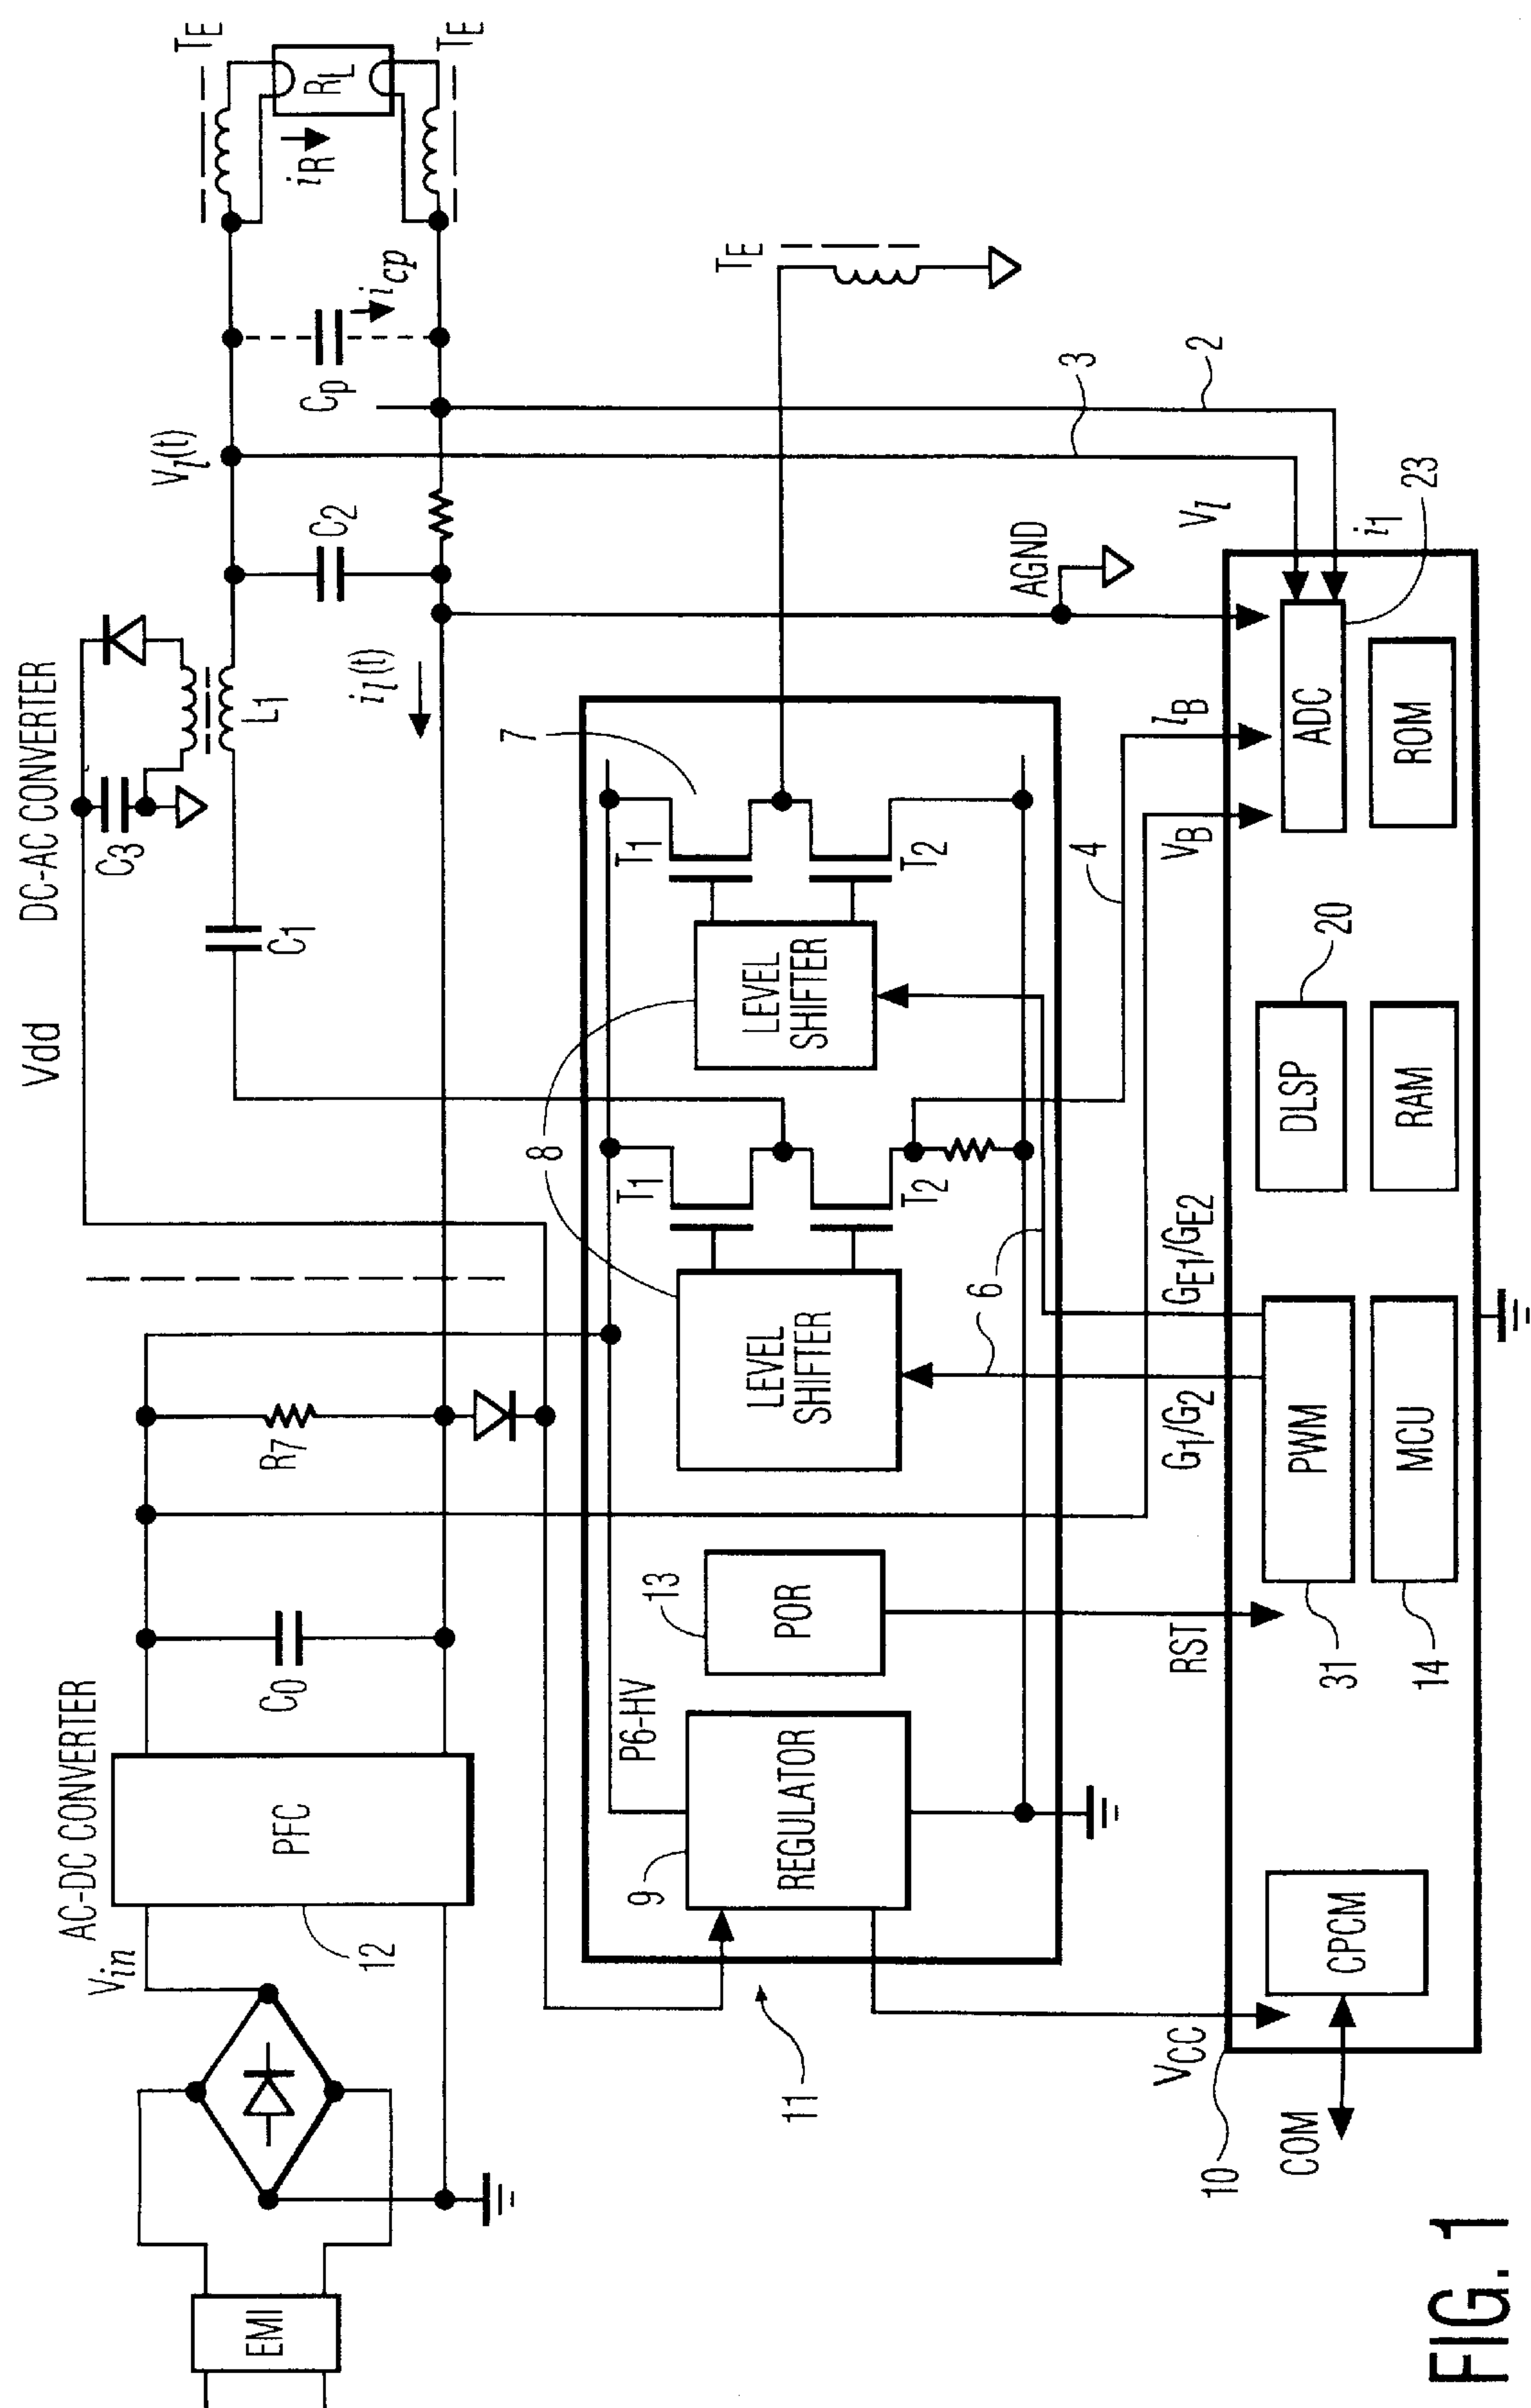 AC-DC CONVERTER
Vdd
DC-AC CONVERTER
EMI
Vin
PFC
12
C0
R7
C3
C1
L1
il(t)
C2
Vl(t)
Cp
icp
iR
RL
TE
TE
TE
11
9
REGULATOR
P6-HV
13
POR
LEVEL
SHIFTER
8
T1
T2
LEVEL
SHIFTER
T1
T2
7
6
4
AGND
3
2
10
COM
VCC
RST
G1/G2
GE1/GE2
VB
IB
Vl
i1
CPCM
PWM
31
MCU
14
DLSP
20
RAM
ADC
23
ROM
FIG. 1